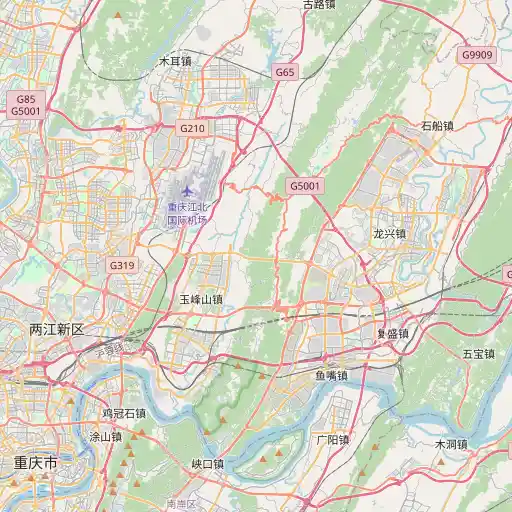 古路镇
木耳镇
G9909
G65
G85
G5001
G210
石船镇
G5001
重庆江北
国际机场
龙兴镇
G319
玉峰山镇
两江新区
复盛镇
五宝镇
鱼嘴镇
鸡冠石镇
涂山镇
广阳镇
木洞镇
重庆市
峡口镇
南岸区